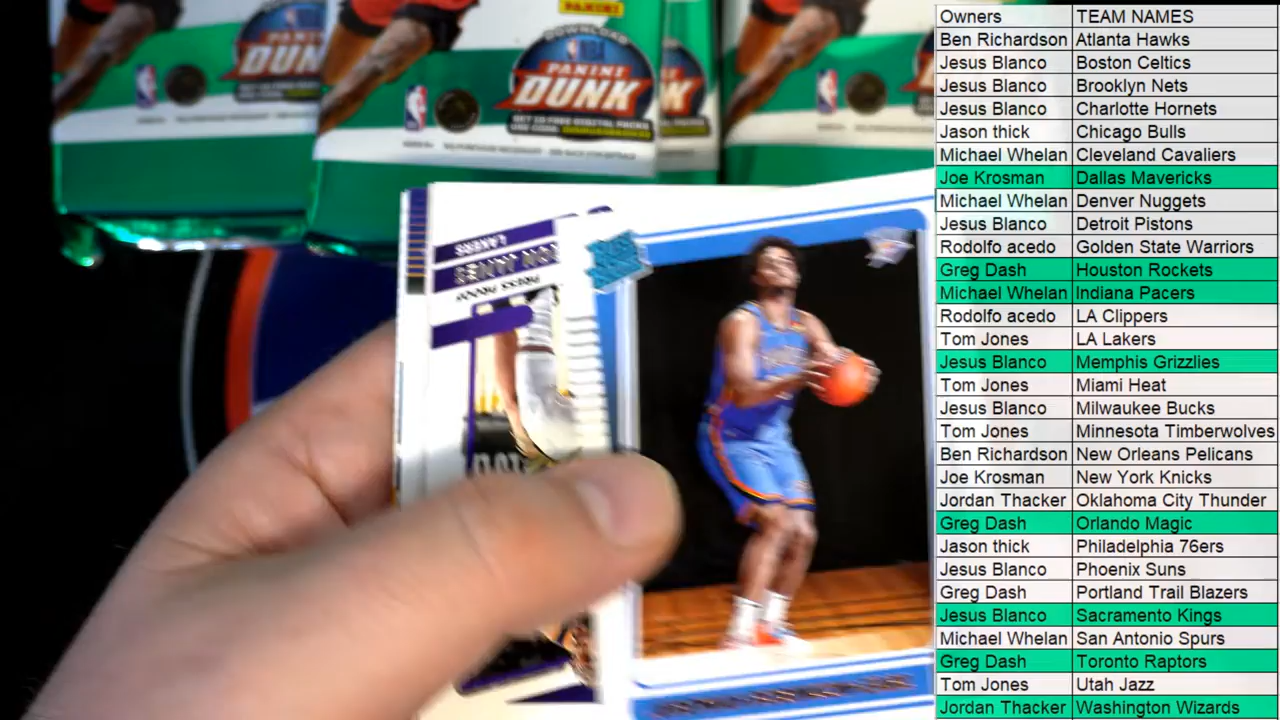 PANINI
DOWNLOAD
NBA
PANINI
DUNK
PANINI
DUNK
LAKERS
Owners TEAM NAMES
Ben Richardson Atlanta Hawks
Jesus Blanco Boston Celtics
Jesus Blanco Brooklyn Nets
Jesus Blanco Charlotte Hornets
Jason thick Chicago Bulls
Michael Whelan Cleveland Cavaliers
Joe Krosman Dallas Mavericks
Michael Whelan Denver Nuggets
Jesus Blanco Detroit Pistons
Rodolfo acedo Golden State Warriors
Greg Dash Houston Rockets
Michael Whelan Indiana Pacers
Rodolfo acedo LA Clippers
Tom Jones LA Lakers
Jesus Blanco Memphis Grizzlies
Tom Jones Miami Heat
Jesus Blanco Milwaukee Bucks
Tom Jones Minnesota Timberwolves
Ben Richardson New Orleans Pelicans
Joe Krosman New York Knicks
Jordan Thacker Oklahoma City Thunder
Greg Dash Orlando Magic
Jason thick Philadelphia 76ers
Jesus Blanco Phoenix Suns
Greg Dash Portland Trail Blazers
Jesus Blanco Sacramento Kings
Michael Whelan San Antonio Spurs
Greg Dash Toronto Raptors
Tom Jones Utah Jazz
Jordan Thacker Washington Wizards